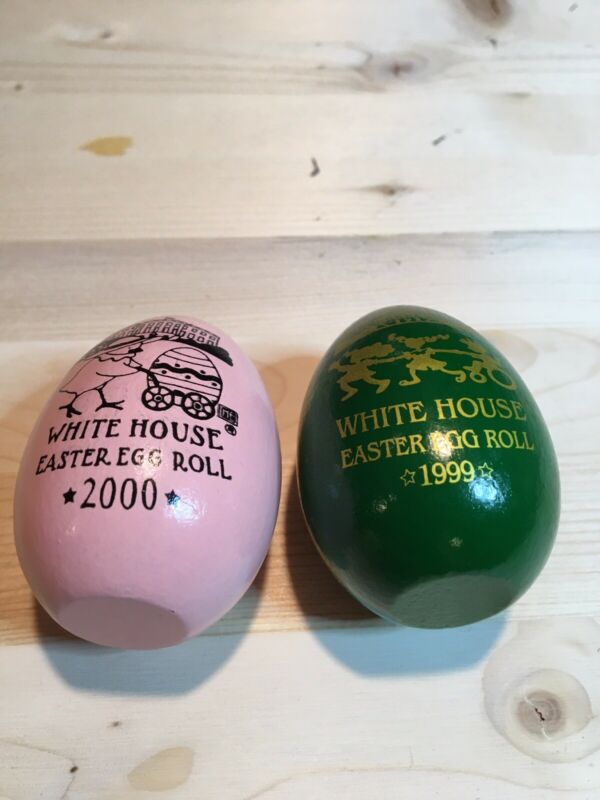 WHITE HOUSE
EASTER EGG ROLL
★2000★
WHITE HOUSE
EASTER EGG ROLL
☆1999☆